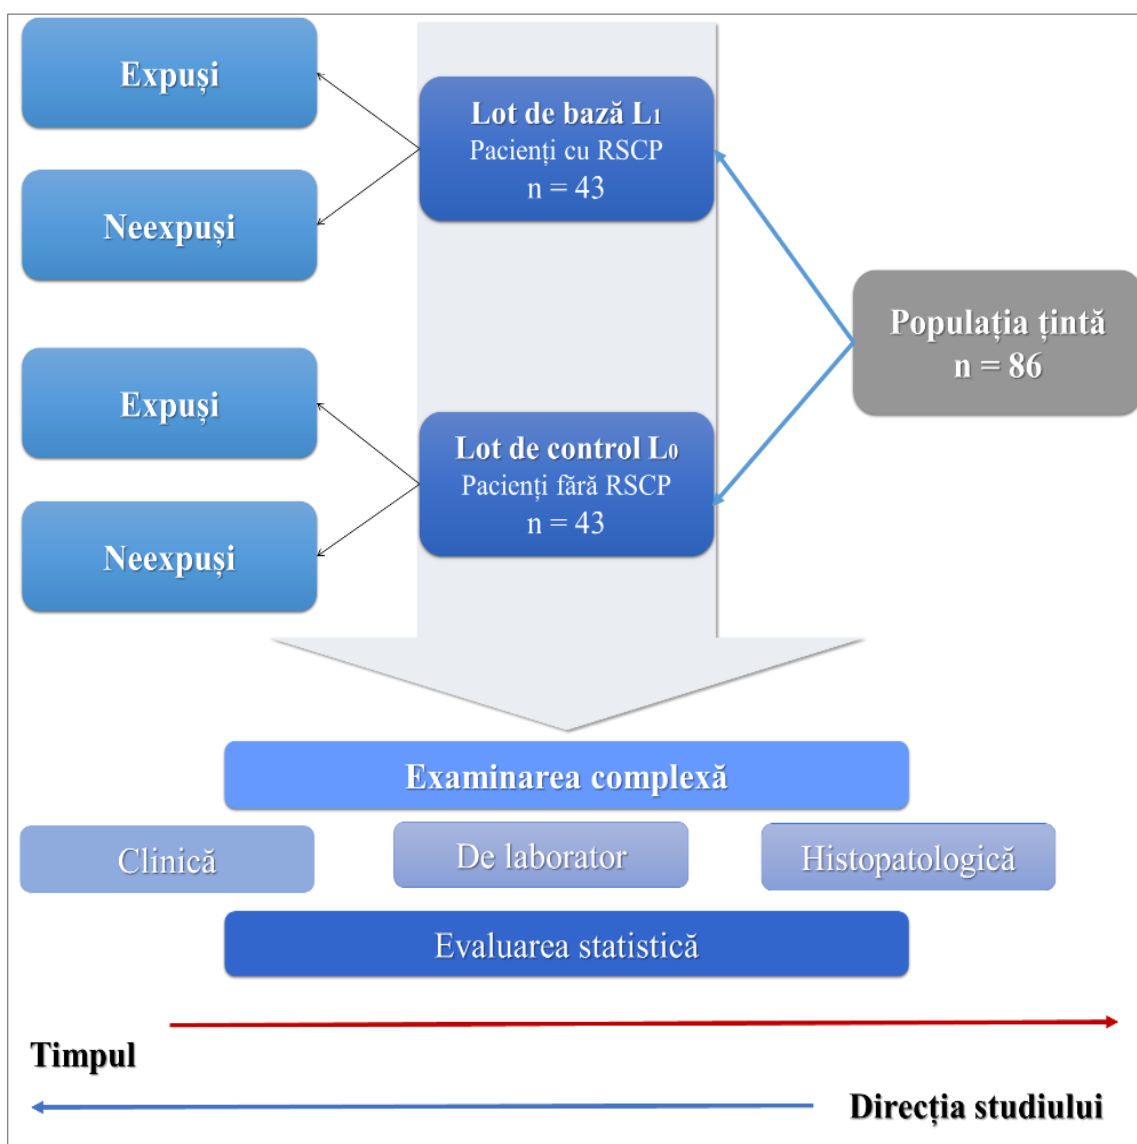 Expuși
Neexpuși
Expuși
Neexpuși
Lot de bază L1
Pacienți cu RSCP
n = 43
Lot de control L0
Pacienți fără RSCP
n = 43
Populația țintă
n = 86
Examinarea complexă
Clinică
De laborator
Histopatologică
Evaluarea statistică
Timpul
Direcția studiului